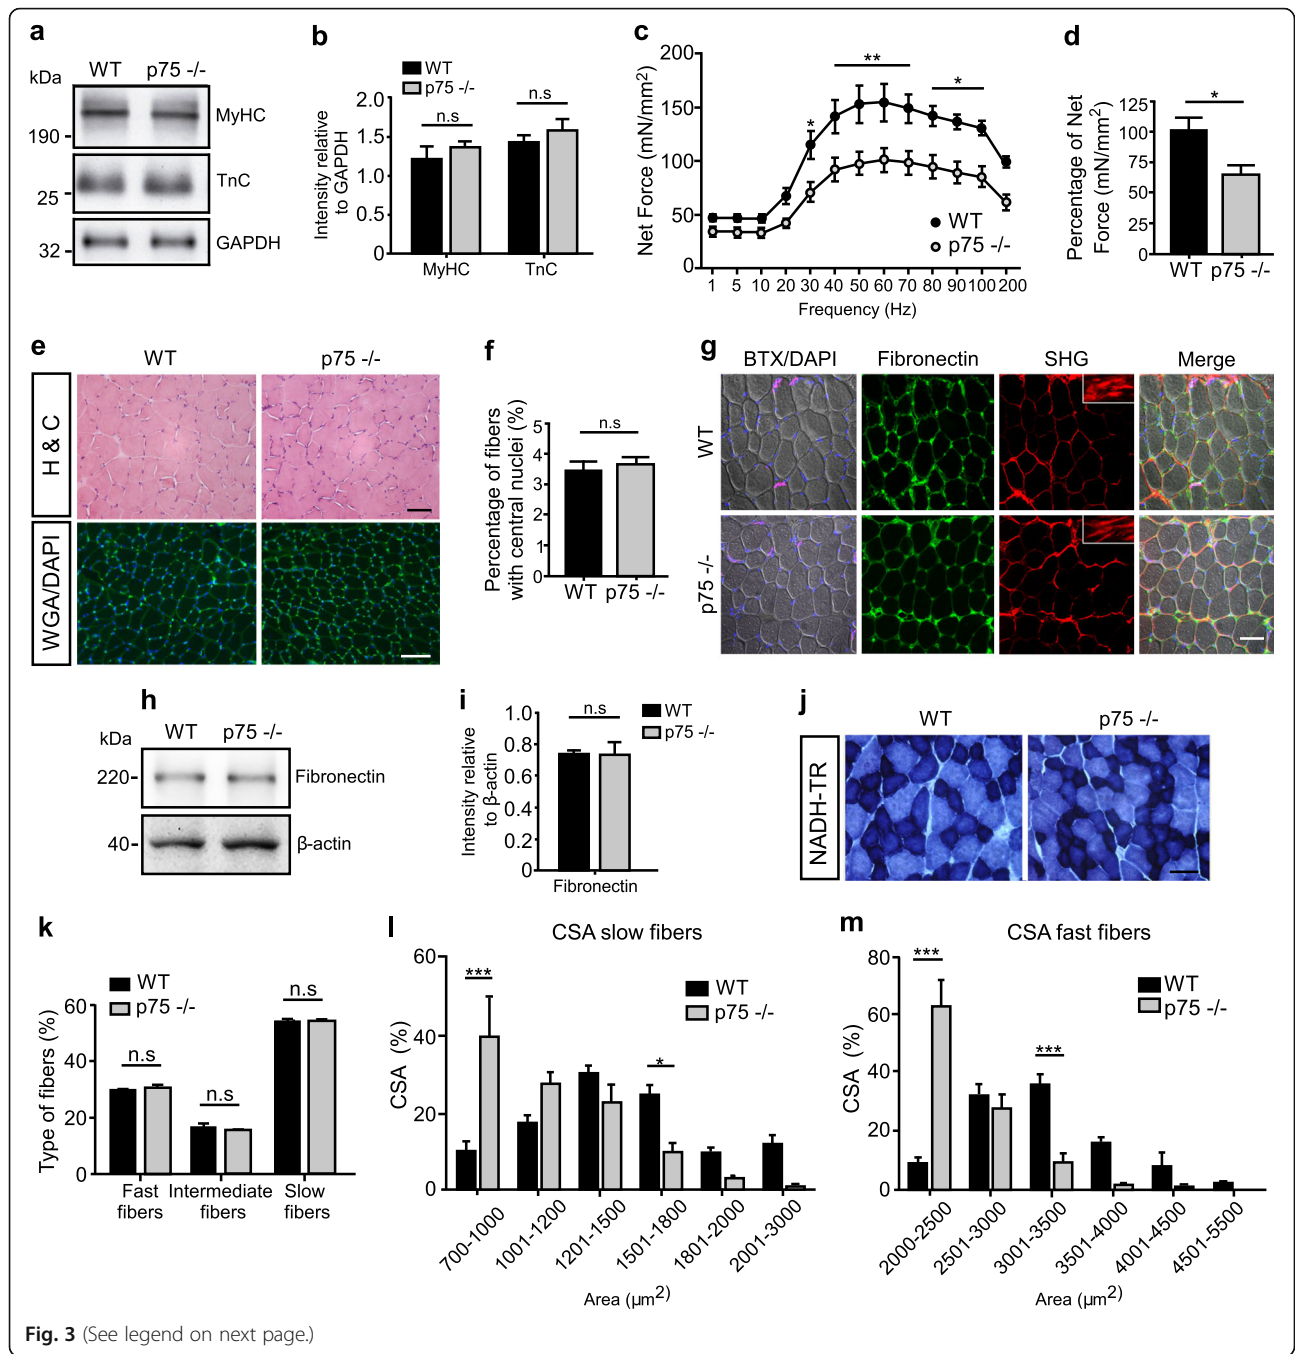 a
WT p75 -/-
kDa
MyHC
190
TnC
25
GAPDH
32
b
WT
p75 -/-
Intensity relative
to GAPDH
2.0
1.5
1.0
0.5
0
n.s
n.s
MyHC TnC
c
Net Force (mN/mm2)
200
150
100
50
0
*
**
*
WT
p75 -/-
1 5 10 20 30 40 50 60 70 80 90 100 200
Frequency (Hz)
d
Percentage of Net
Force (mN/mm2)
125
100
75
50
25
0
*
WT p75 -/-
e
WT p75 -/-
H & C
WGA/DAPI
f
Percentage of fibers
with central nuclei (%)
5
4
3
2
1
0
n.s
WT p75 -/-
g
BTX/DAPI Fibronectin SHG Merge
WT
p75 -/-
h
WT p75 -/-
kDa
220 Fibronectin
40 β-actin
i
Intensity relative
to β-actin
1.0
0.8
0.6
0.4
0.2
0
n.s
WT
p75 -/-
Fibronectin
j
WT p75 -/-
NADH-TR
k
WT
p75 -/-
Type of fibers (%)
60
40
20
0
n.s
n.s
n.s
Fast Intermediate Slow
fibers fibers fibers
l
CSA slow fibers
CSA (%)
60
40
20
0
***
*
WT
p75 -/-
700-1000 1001-1200 1201-1500 1501-1800 1801-2000 2001-3000
Area (µm2)
m
CSA fast fibers
CSA (%)
80
60
40
20
0
***
***
WT
p75 -/-
2000-2500 2501-3000 3001-3500 3501-4000 4001-4500 4501-5500
Area (µm2)
Fig. 3 (See legend on next page.)